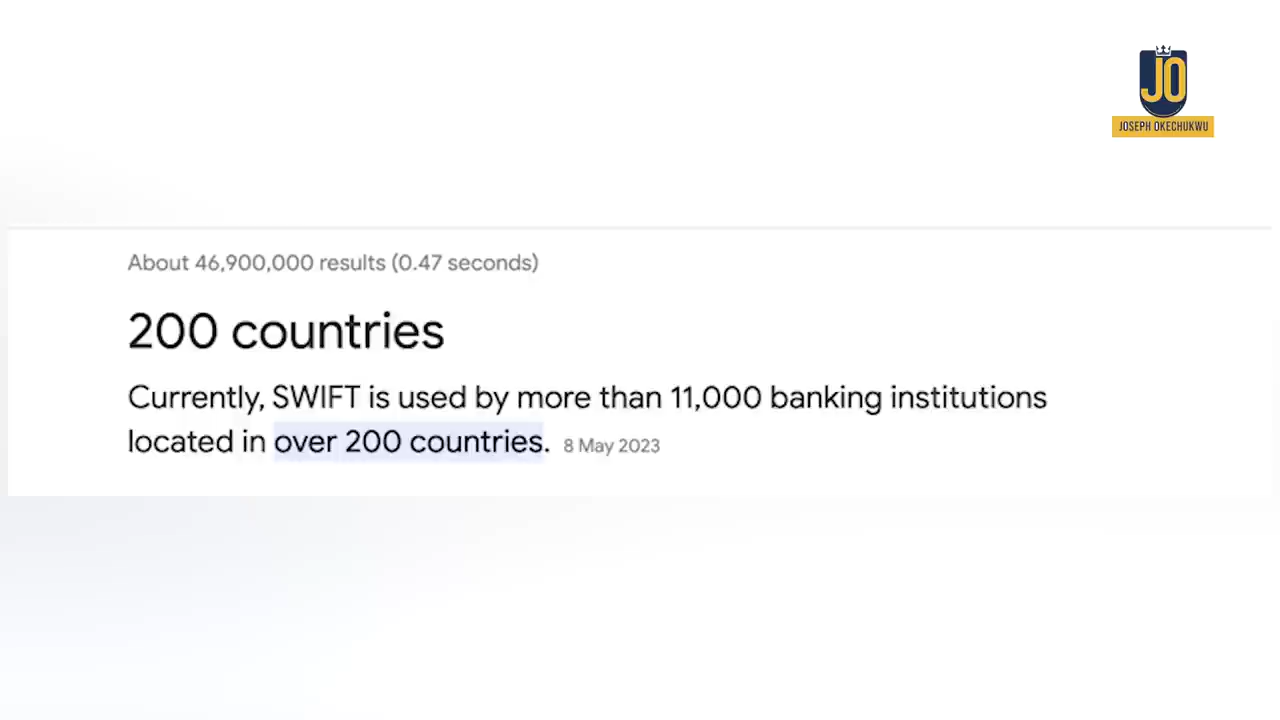 JO
JOSEPH OKECHUKWU
About 46,900,000 results (0.47 seconds)
200 countries
Currently, SWIFT is used by more than 11,000 banking institutions
located in over 200 countries. 8 May 2023